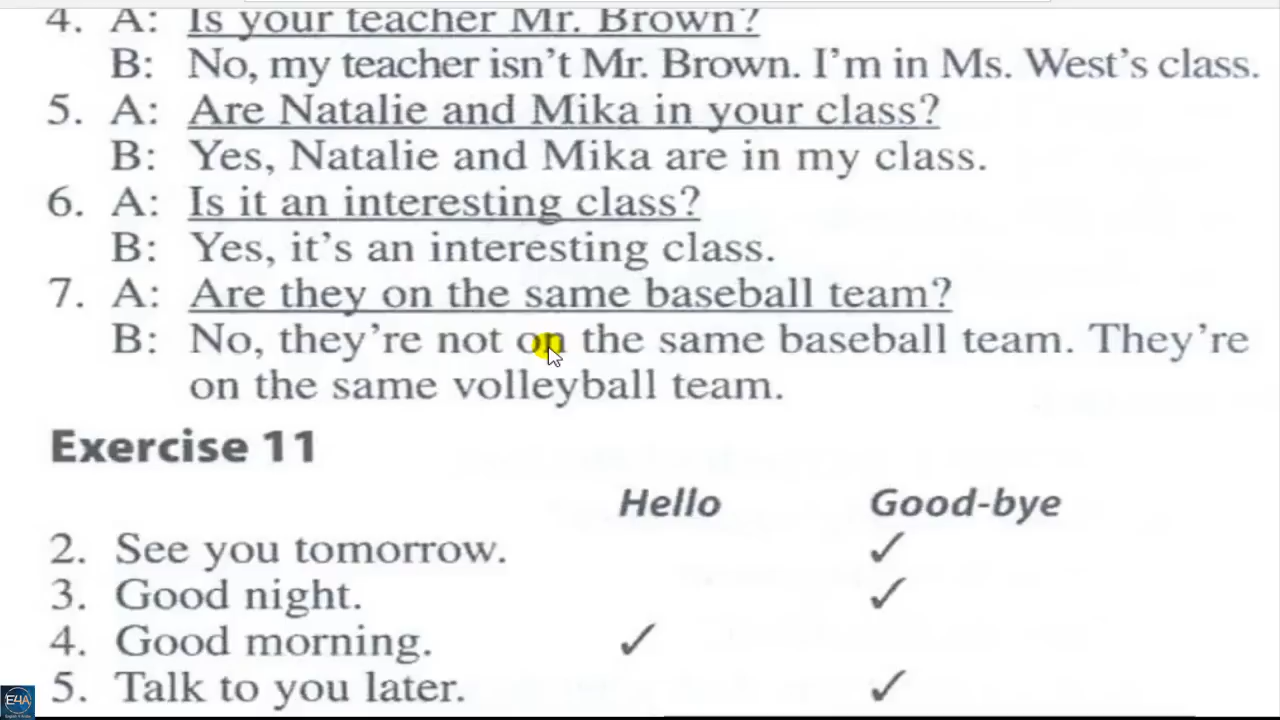 4. A: Is your teacher Mr. Brown?
B: No, my teacher isn't Mr. Brown. I'm in Ms. West's class.
5. A: Are Natalie and Mika in your class?
B: Yes, Natalie and Mika are in my class.
6. A: Is it an interesting class?
B: Yes, it's an interesting class.
7. A: Are they on the same baseball team?
B: No, they're not on the same baseball team. They're
on the same volleyball team.
Exercise 11
Hello Good-bye
2. See you tomorrow. ✓
3. Good night. ✓
4. Good morning. ✓
5. Talk to you later. ✓
E4A